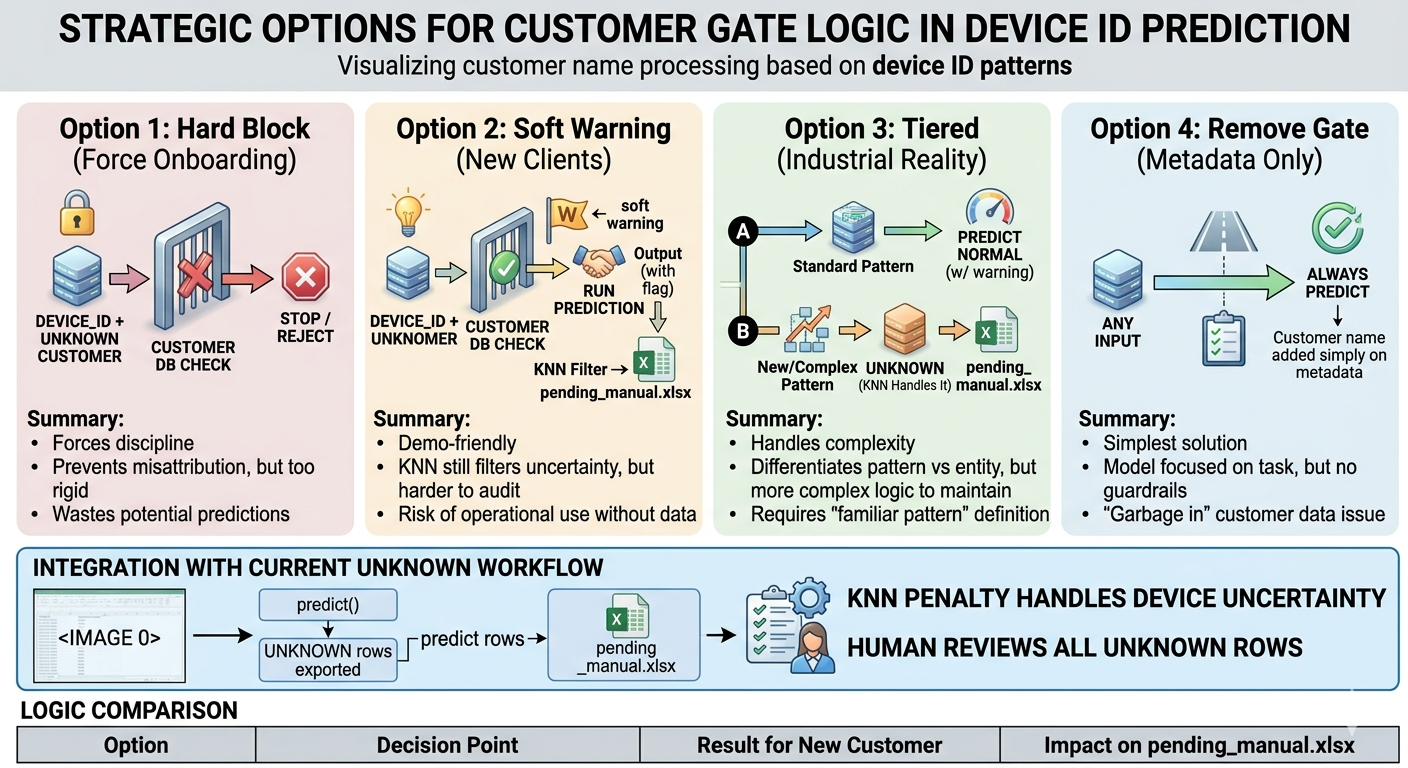 STRATEGIC OPTIONS FOR CUSTOMER GATE LOGIC IN DEVICE ID PREDICTION
Visualizing customer name processing based on device ID patterns
Option 1: Hard Block
(Force Onboarding)
DEVICE_ID +
UNKNOWN
CUSTOMER
CUSTOMER
DB CHECK
STOP /
REJECT
Summary:
• Forces discipline
• Prevents misattribution, but too
rigid
• Wastes potential predictions
Option 2: Soft Warning
(New Clients)
W
soft
warning
DEVICE_ID +
UNKNOMER
CUSTOMER
DB CHECK
RUN
PREDICTION
Output
(with
flag)
KNN Filter →
X
pending_manual.xlsx
Summary:
• Demo-friendly
• KNN still filters uncertainty, but
harder to audit
• Risk of operational use without data
Option 3: Tiered
(Industrial Reality)
A
Standard Pattern
PREDICT
NORMAL
(w/ warning)
B
New/Complex
Pattern
UNKNOWN
(KNN Handles It)
X
pending_
manual.xlsx
Summary:
• Handles complexity
• Differentiates pattern vs entity, but
more complex logic to maintain
• Requires "familiar pattern" definition
Option 4: Remove Gate
(Metadata Only)
ANY
INPUT
ALWAYS
PREDICT
Customer name
added simply on
metadata
Summary:
• Simplest solution
• Model focused on task, but no
guardrails
• “Garbage in” customer data issue
INTEGRATION WITH CURRENT UNKNOWN WORKFLOW
<IMAGE 0>
predict()
UNKNOWN rows
exported
predict rows
X
pending
_manual.xlsx
KNN PENALTY HANDLES DEVICE UNCERTAINTY
HUMAN REVIEWS ALL UNKNOWN ROWS
LOGIC COMPARISON
Option
Decision Point
Result for New Customer
Impact on pending_manual.xlsx